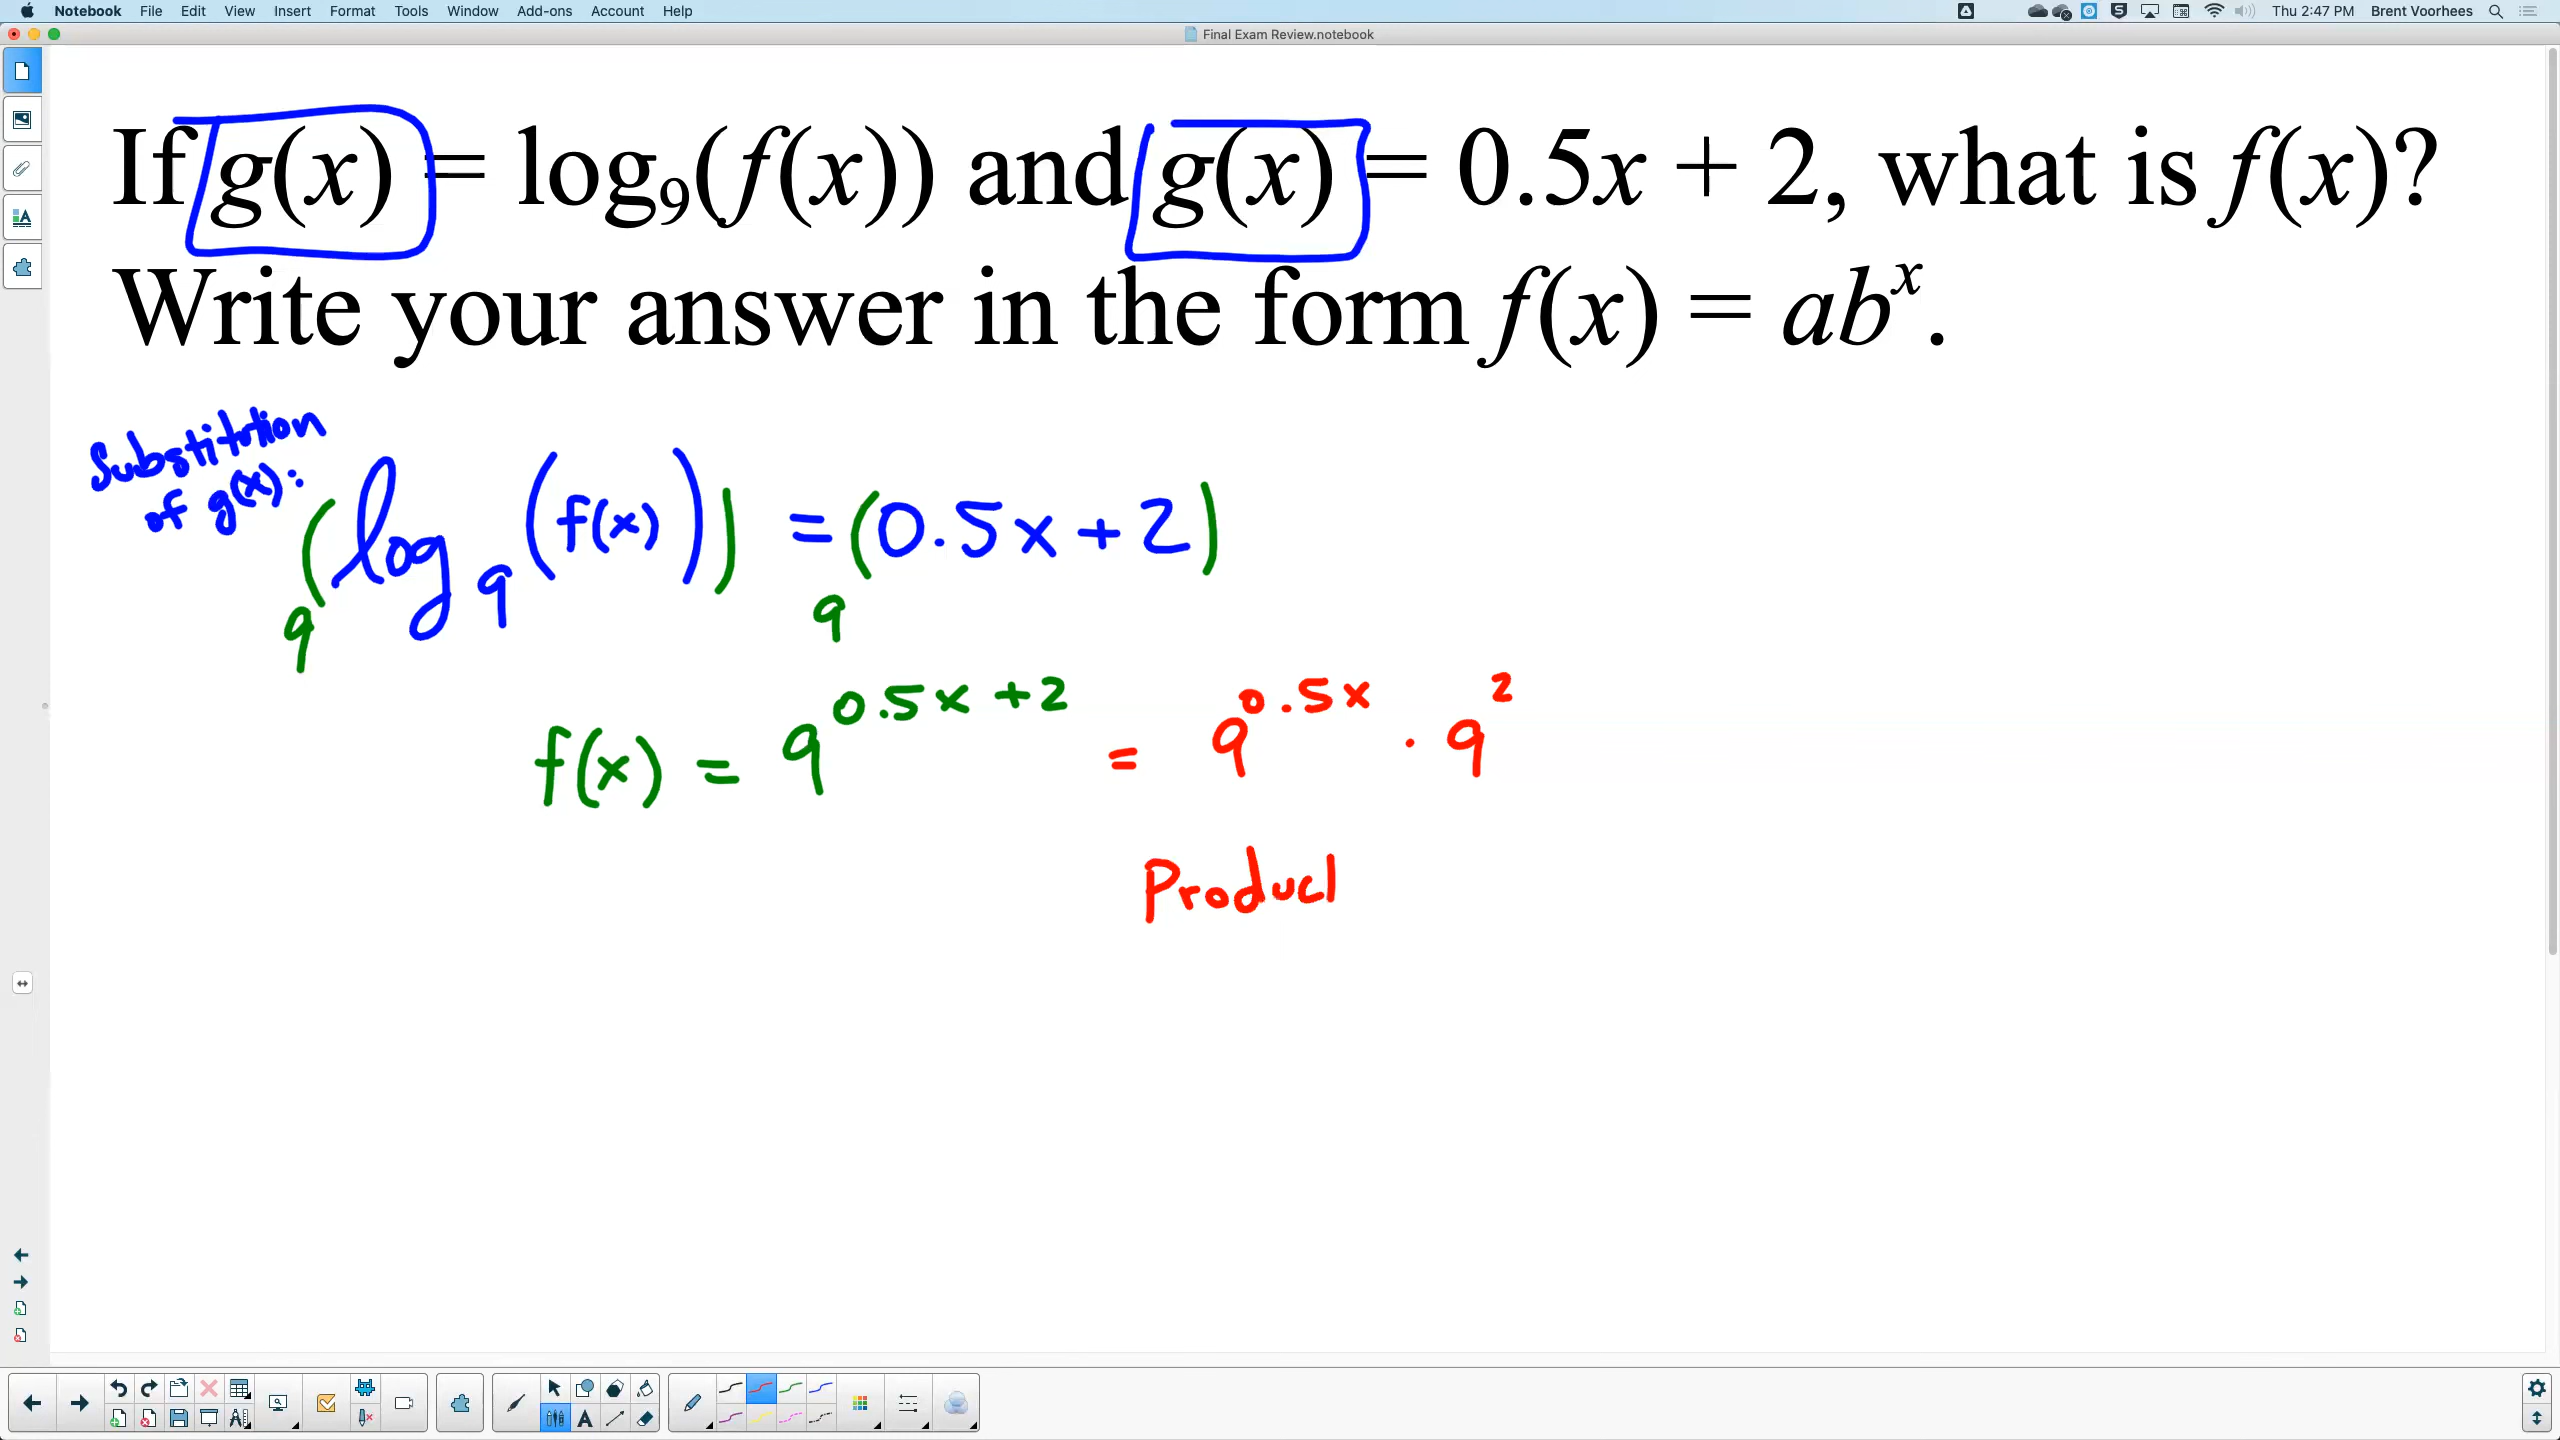 Notebook File Edit View Insert Format Tools Window Add-ons Account Help Thu 2:47 PM Brent Voorhees
Final Exam Review.notebook
If g(x) = log₉(f(x)) and g(x) = 0.5x + 2, what is f(x)?
Write your answer in the form f(x) = abˣ.
Substitution
of g(x):
9^(log₉(f(x))) = 9^(0.5x + 2)
f(x) = 9^0.5x+2 = 9^0.5x · 9^2
Product